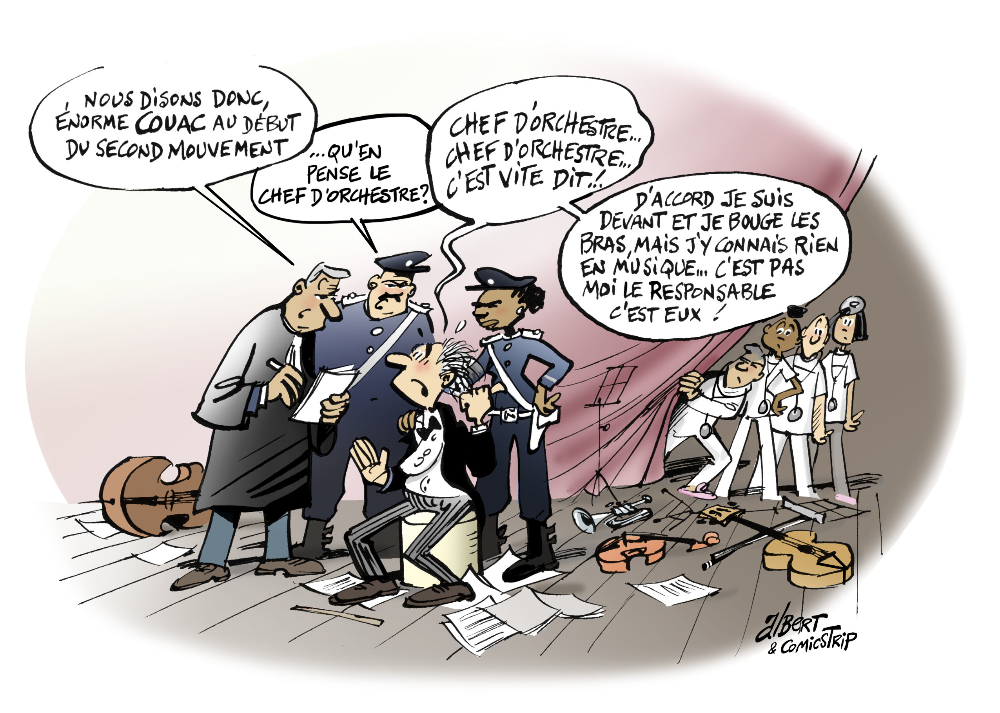 NOUS DISONS DONC,
ÉNORME COUAC AU DÉBUT
DU SECOND MOUVEMENT
...QU'EN
PENSE LE
CHEF D'ORCHESTRE?
CHEF D'ORCHESTRE...
CHEF D'ORCHESTRE...
C'EST VITE DIT!
D'ACCORD JE SUIS
DEVANT ET JE BOUGE LES
BRAS, MAIS J'Y CONNAIS RIEN
EN MUSIQUE... C'EST PAS
MOI LE RESPONSABLE
C'EST EUX !
albert
& comicsTrip